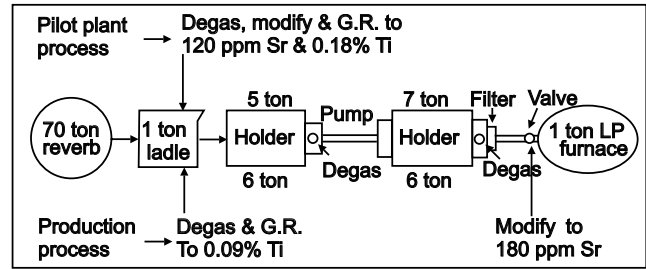 Pilot plant
process
Degas, modify & G.R. to
120 ppm Sr & 0.18% Ti
70 ton
reverb
1 ton
ladle
5 ton
Holder
6 ton
Pump
Degas
7 ton
Holder
6 ton
Filter
Degas
Valve
1 ton LP
furnace
Production
process
Degas & G.R.
To 0.09% Ti
Modify to
180 ppm Sr